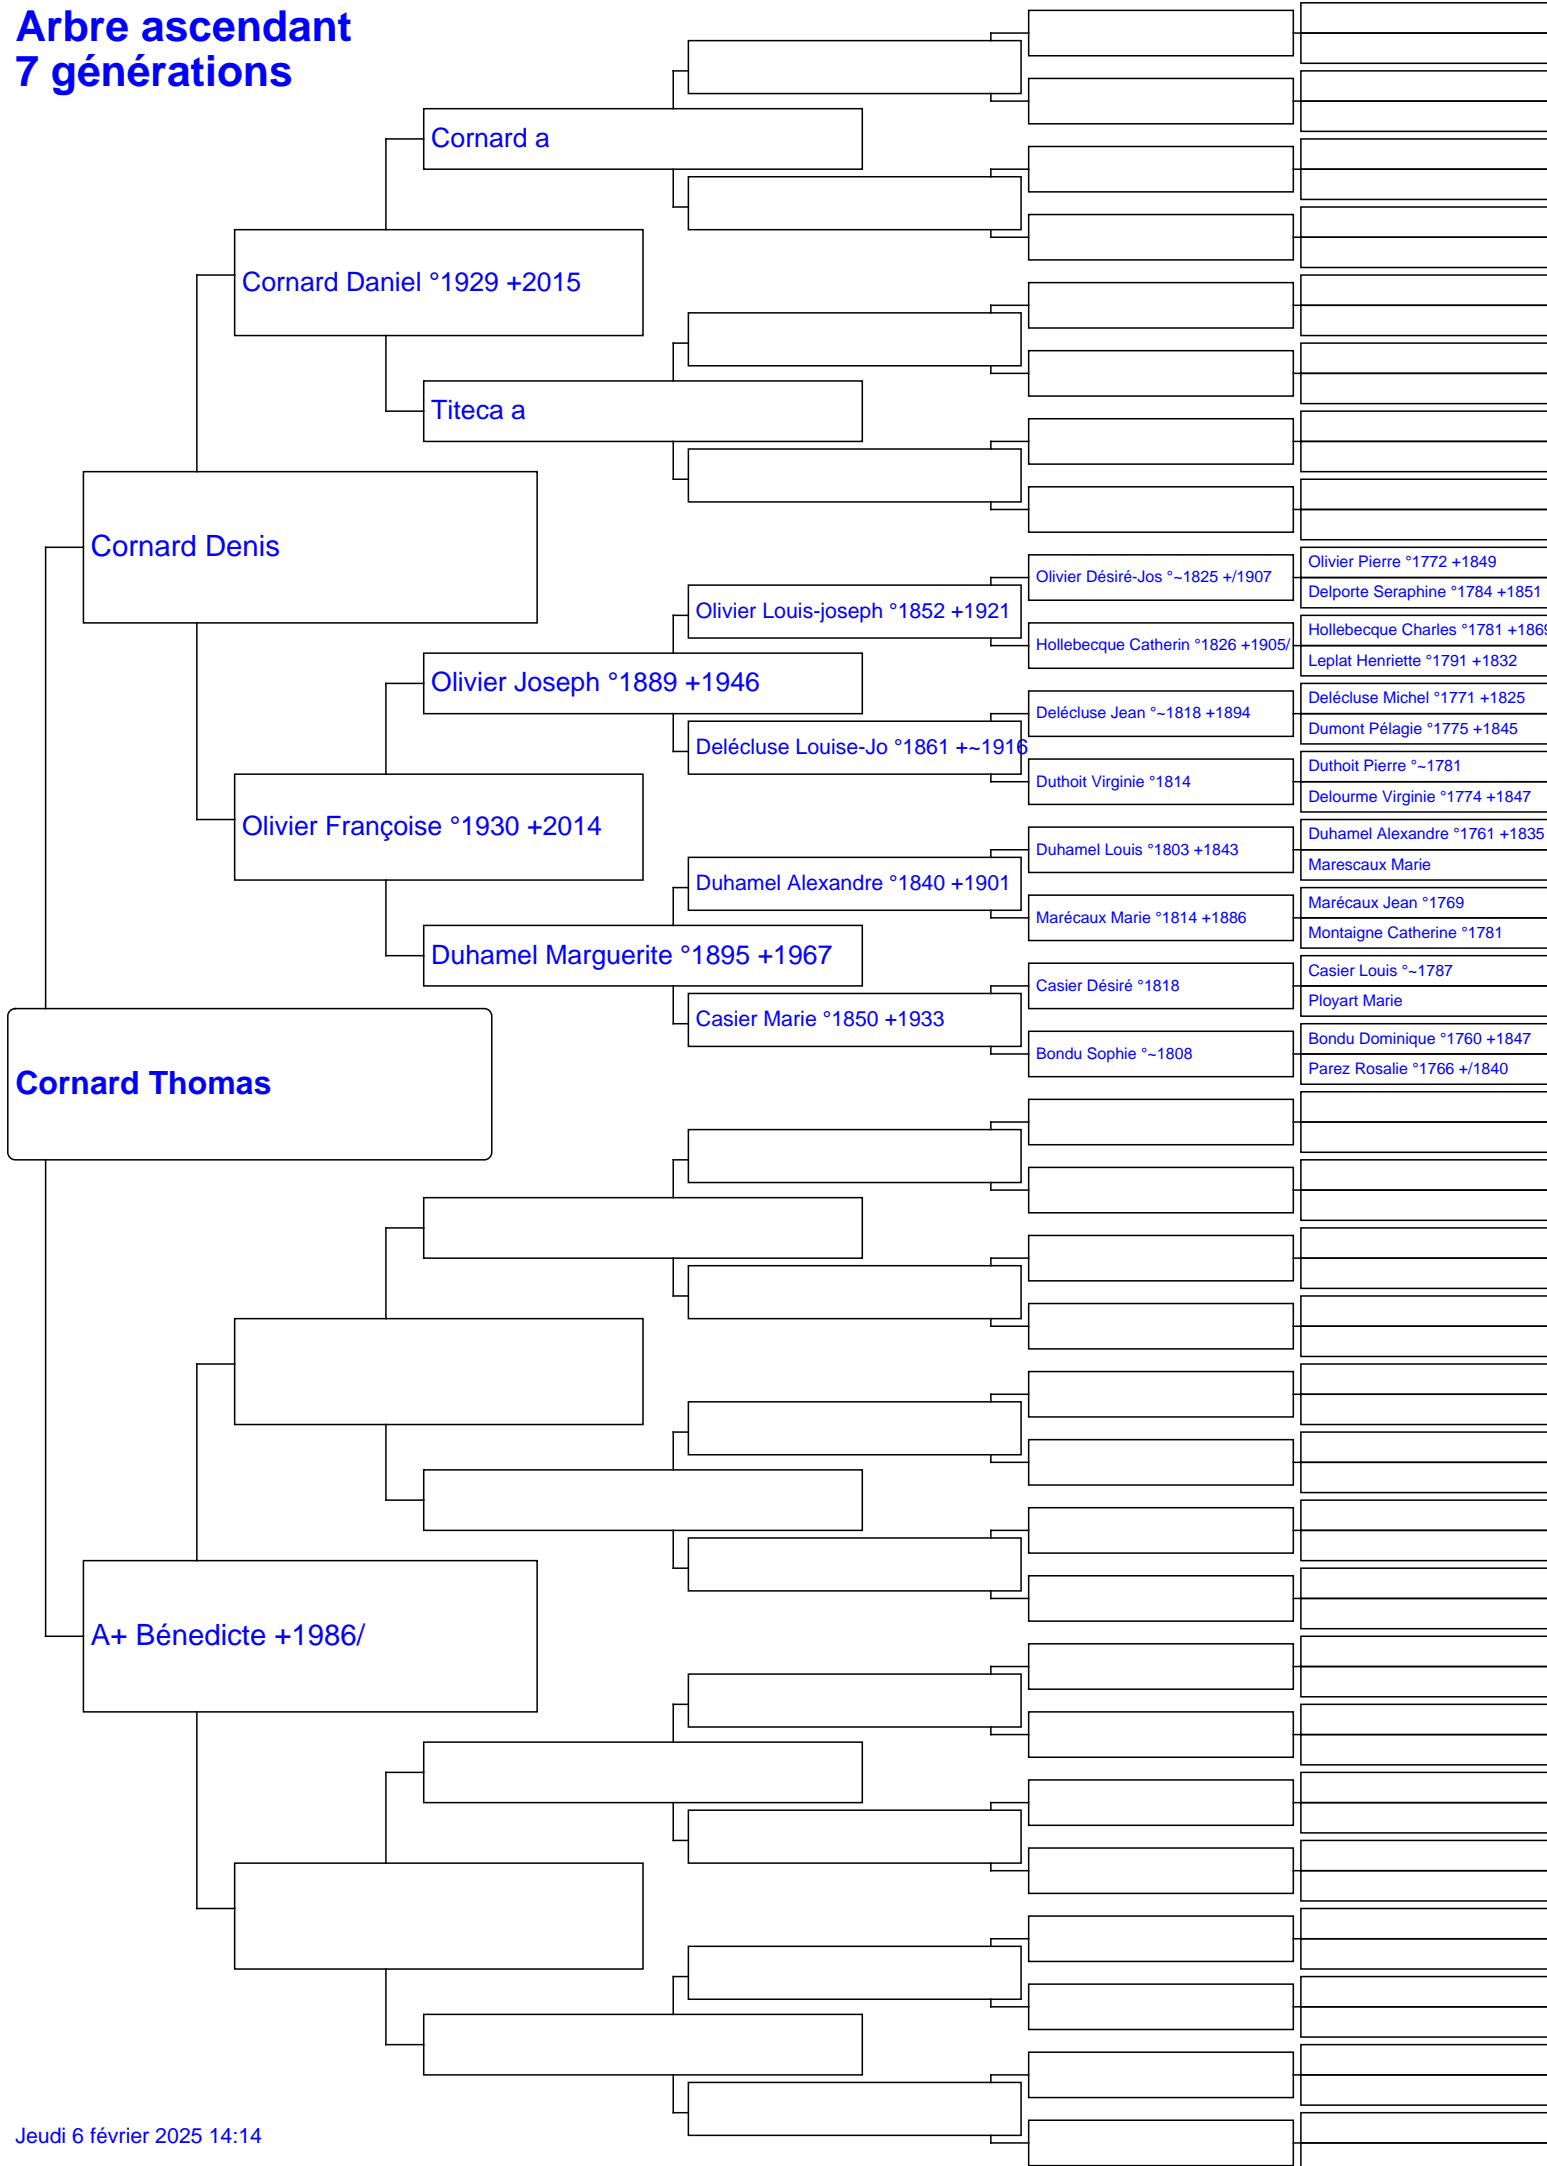 Arbre ascendant
7 générations
Cornard a
Cornard Daniel °1929 +2015
Titeca a
Cornard Denis
Olivier Pierre °1772 +1849
Olivier Désiré-Jos °~1825 +/1907
Delporte Seraphine °1784 +1851
Olivier Louis-joseph °1852 +1921
Hollebecque Charles °1781 +1869
Hollebecque Catherin °1826 +1905/
Leplat Henriette °1791 +1832
Olivier Joseph °1889 +1946
Delécluse Michel °1771 +1825
Delécluse Jean °~1818 +1894
Dumont Pélagie °1775 +1845
Delécluse Louise-Jo °1861 +~1916
Duthoit Pierre °~1781
Duthoit Virginie °1814
Delourme Virginie °1774 +1847
Olivier Françoise °1930 +2014
Duhamel Alexandre °1761 +1835
Duhamel Louis °1803 +1843
Marescaux Marie
Duhamel Alexandre °1840 +1901
Marécaux Jean °1769
Marécaux Marie °1814 +1886
Montaigne Catherine °1781
Duhamel Marguerite °1895 +1967
Casier Louis °~1787
Casier Désiré °1818
Ployart Marie
Casier Marie °1850 +1933
Bondu Dominique °1760 +1847
Bondu Sophie °~1808
Parez Rosalie °1766 +/1840
Cornard Thomas
A+ Bénedicte +1986/
Jeudi 6 février 2025 14:14